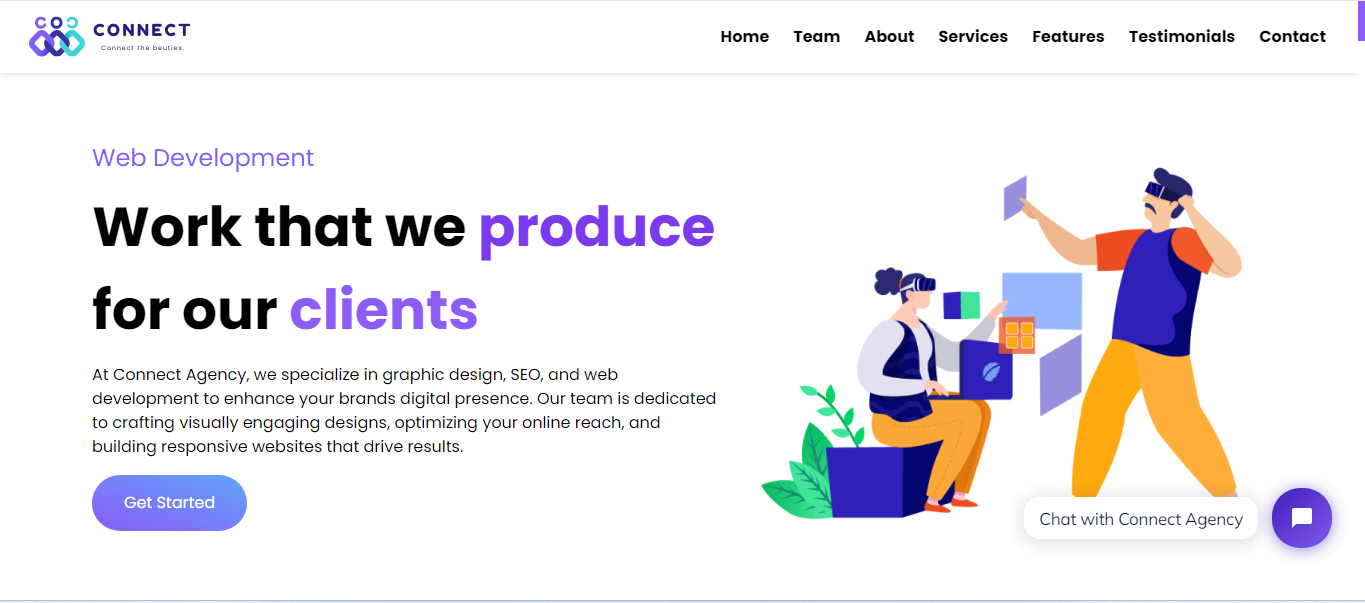 CONNECT
Connect the beuties.
Home Team About Services Features Testimonials Contact
Web Development
Work that we produce
for our clients
At Connect Agency, we specialize in graphic design, SEO, and web
development to enhance your brands digital presence. Our team is dedicated
to crafting visually engaging designs, optimizing your online reach, and
building responsive websites that drive results.
Get Started
Chat with Connect Agency